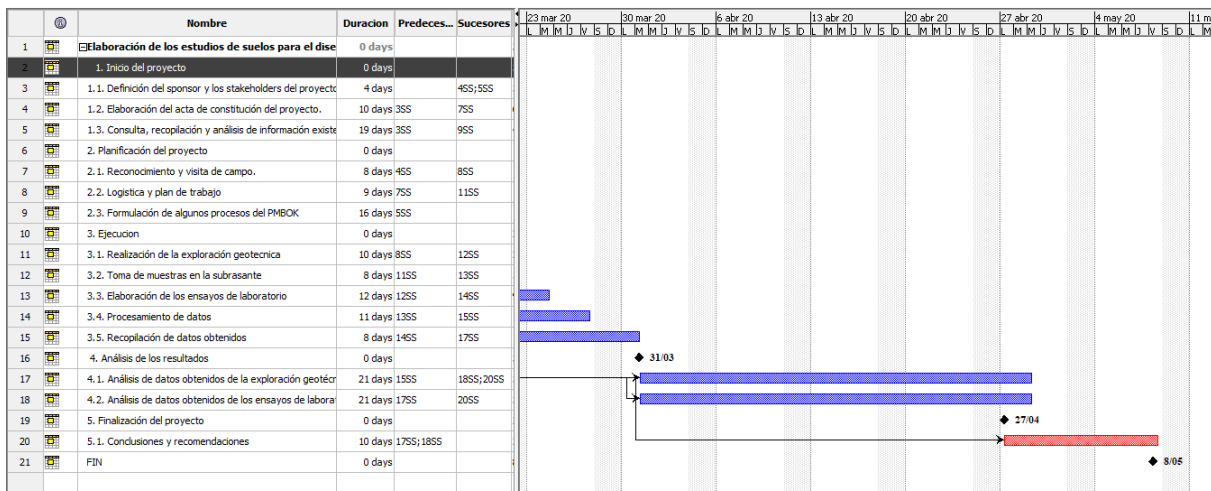 Nombre Duracion Predeces... Sucesores 23 mar 20 30 mar 20 6 abr 20 13 abr 20 20 abr 20 27 abr 20 4 may 20 11 m
L M M J V S D L M M J V S D L M M J V S D L M M J V S D L M M J V S D L M M J V S D L M M J V S D L M
1 Elaboración de los estudios de suelos para el dise 0 days
2 1. Inicio del proyecto 0 days
3 1.1. Definición del sponsor y los stakeholders del proyecto 4 days 4SS;5SS
4 1.2. Elaboración del acta de constitución del proyecto. 10 days 3SS 7SS
5 1.3. Consulta, recopilación y análisis de información existe 19 days 3SS 9SS
6 2. Planificación del proyecto 0 days
7 2.1. Reconocimiento y visita de campo. 8 days 4SS 8SS
8 2.2. Logistica y plan de trabajo 9 days 7SS 11SS
9 2.3. Formulación de algunos procesos del PMBOK 16 days 5SS
10 3. Ejecucion 0 days
11 3.1. Realización de la exploración geotecnica 10 days 8SS 12SS
12 3.2. Toma de muestras en la subrasante 8 days 11SS 13SS
13 3.3. Elaboración de los ensayos de laboratorio 12 days 12SS 14SS
14 3.4. Procesamiento de datos 11 days 13SS 15SS
15 3.5. Recopilación de datos obtenidos 8 days 14SS 17SS
16 4. Análisis de los resultados 0 days 31/03
17 4.1. Análisis de datos obtenidos de la exploración geotécr 21 days 15SS 18SS;20SS
18 4.2. Análisis de datos obtenidos de los ensayos de labora 21 days 17SS 20SS
19 5. Finalización del proyecto 0 days 27/04
20 5.1. Conclusiones y recomendaciones 10 days 17SS;18SS
21 FIN 0 days 8/05